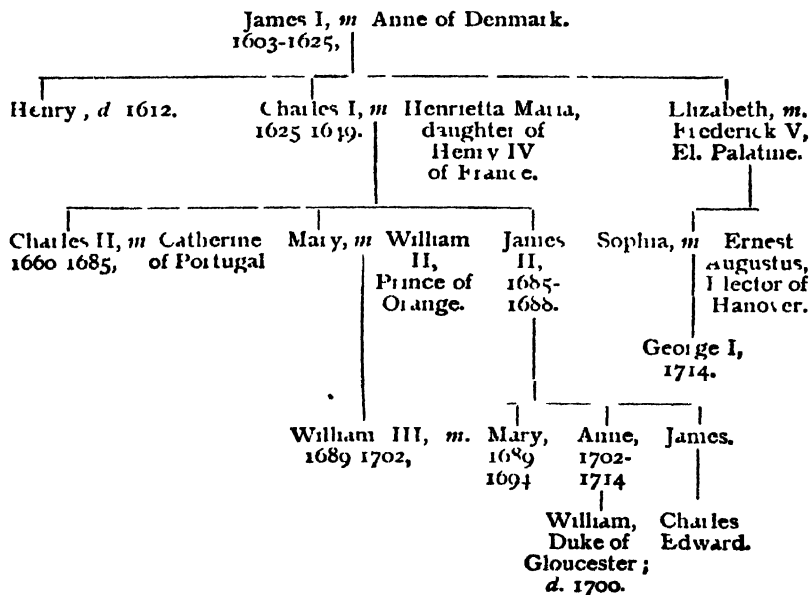 James I, m Anne of Denmark.
1603-1625,
Henry, d 1612.
Charles I, m Henrietta Maria,
1625 1649. daughter of
Henry IV
of France.
Elizabeth, m.
Frederick V,
El. Palatine.
Charles II, m Catherine
1660 1685, of Portugal
Mary, m William
II,
Prince of
Orange.
James
II,
1685-
1688.
Sophia, m Ernest
Augustus,
Elector of
Hanover.
George I,
1714.
William III, m. Mary,
1689 1702, 1689
1694
Anne,
1702-
1714
James.
William,
Duke of
Gloucester;
d. 1700.
Charles
Edward.